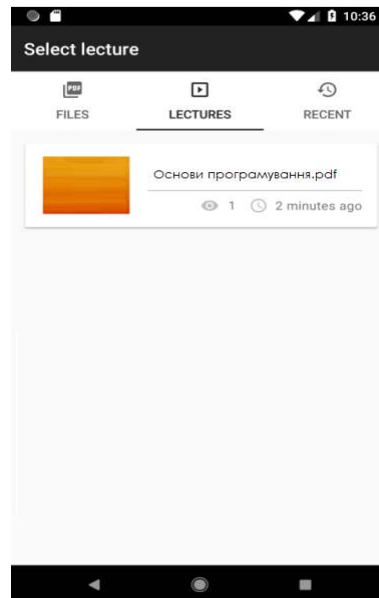 10:36
Select lecture
PDF
FILES
LECTURES
RECENT
Основи програмування.pdf
1
2 minutes ago